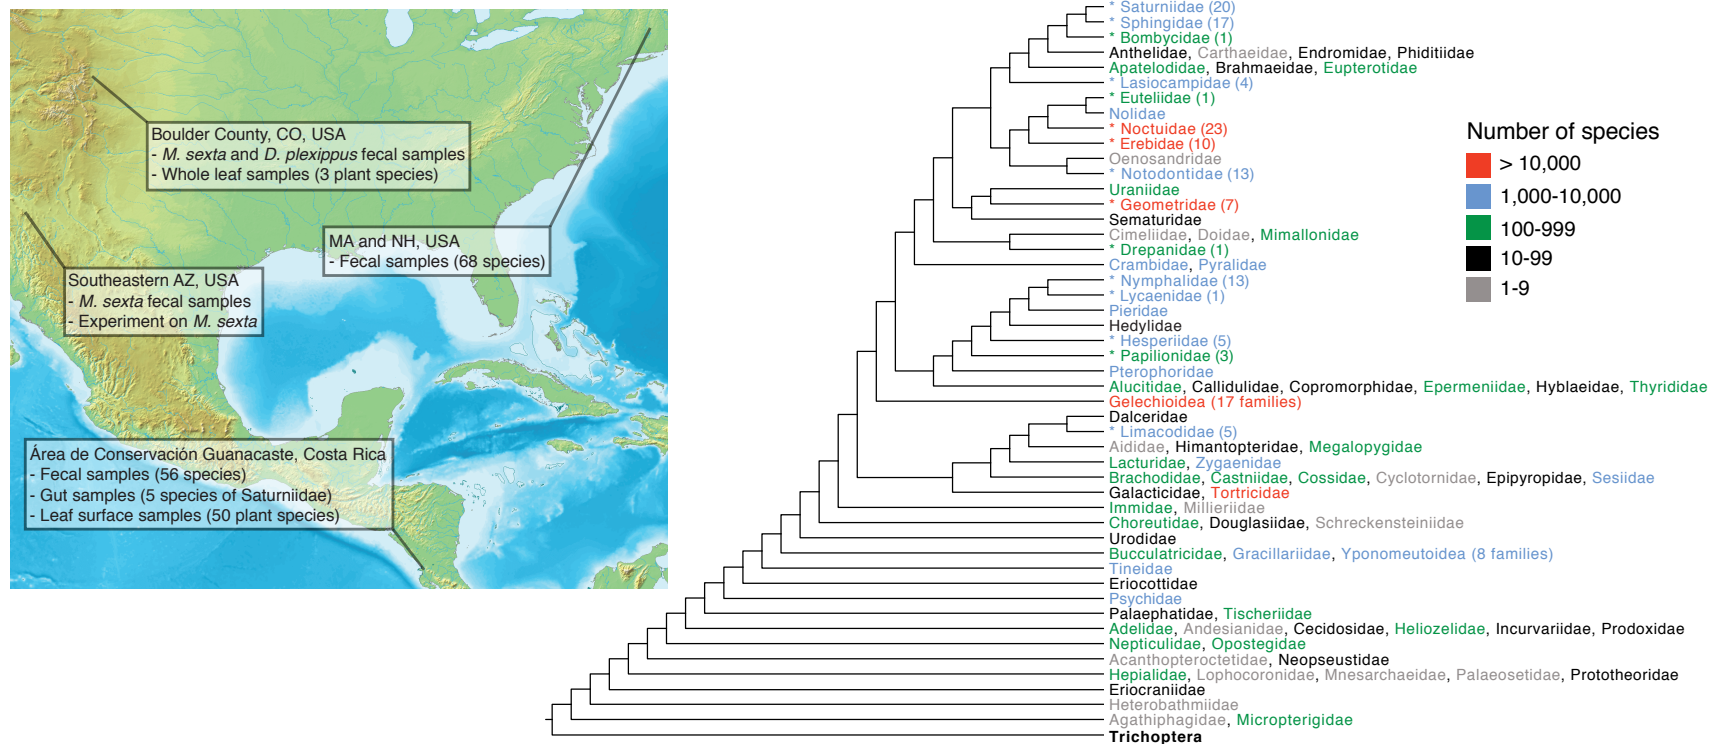 Boulder County, CO, USA
- M. sexta and D. plexippus fecal samples
- Whole leaf samples (3 plant species)
MA and NH, USA
- Fecal samples (68 species)
Southeastern AZ, USA
- M. sexta fecal samples
- Experiment on M. sexta
Área de Conservación Guanacaste, Costa Rica
- Fecal samples (56 species)
- Gut samples (5 species of Saturniidae)
- Leaf surface samples (50 plant species)
* Saturniidae (20)
* Sphingidae (17)
* Bombycidae (1)
Anthelidae, Carthaeidae, Endromidae, Phiditiidae
Apatelodidae, Brahmaeidae, Eupterotidae
* Lasiocampidae (4)
* Euteliidae (1)
Nolidae
* Noctuidae (23)
* Erebidae (10)
Oenosandridae
* Notodontidae (13)
Uraniidae
* Geometridae (7)
Sematuridae
Cimeliidae, Doidae, Mimallonidae
* Drepanidae (1)
Crambidae, Pyralidae
* Nymphalidae (13)
* Lycaenidae (1)
Pieridae
Hedylidae
* Hesperiidae (5)
* Papilionidae (3)
Pterophoridae
Alucitidae, Callidulidae, Copromorphidae, Epermeniidae, Hyblaeidae, Thyrididae
Gelechioidea (17 families)
Dalceridae
* Limacodidae (5)
Aididae, Himantopteridae, Megalopygidae
Lacturidae, Zygaenidae
Brachodidae, Castniidae, Cossidae, Cyclotornidae, Epipyropidae, Sesiidae
Galacticidae, Tortricidae
Immidae, Millieriidae
Choreutidae, Douglasiidae, Schreckensteiniidae
Urodidae
Bucculatricidae, Gracillariidae, Yponomeutoidea (8 families)
Tineidae
Eriocottidae
Psychidae
Palaephatidae, Tischeriidae
Adelidae, Andesianidae, Cecidosidae, Heliozelidae, Incurvariidae, Prodoxidae
Nepticulidae, Opostegidae
Acanthopteroctetidae, Neopseustidae
Hepialidae, Lophocoronidae, Mnesarchaeidae, Palaeosetidae, Prototheoridae
Eriocraniidae
Heterobathmiidae
Agathiphagidae, Micropterigidae
Trichoptera
Number of species
> 10,000
1,000-10,000
100-999
10-99
1-9